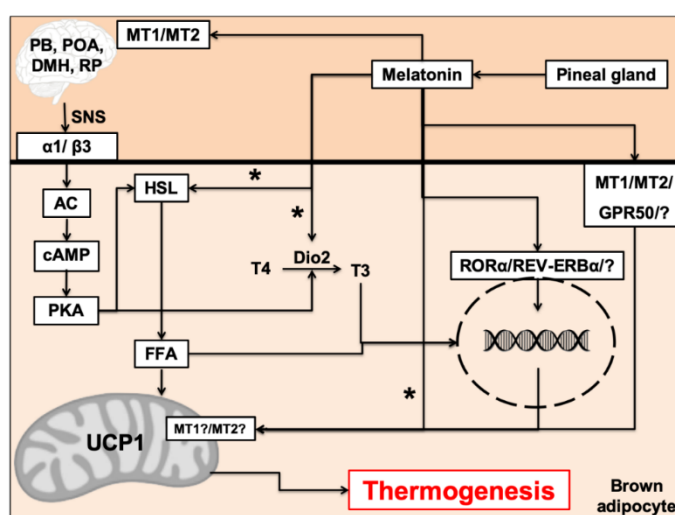 PB, POA,
DMH, RP
MT1/MT2
Melatonin
Pineal gland
SNS
α1/ β3
HSL
*
MT1/MT2/
GPR50/?
AC
*
cAMP
Dio2
T4
T3
RORα/REV-ERBα/?
PKA
FFA
*
UCP1
MT1?/MT2?
Thermogenesis
Brown
adipocyte